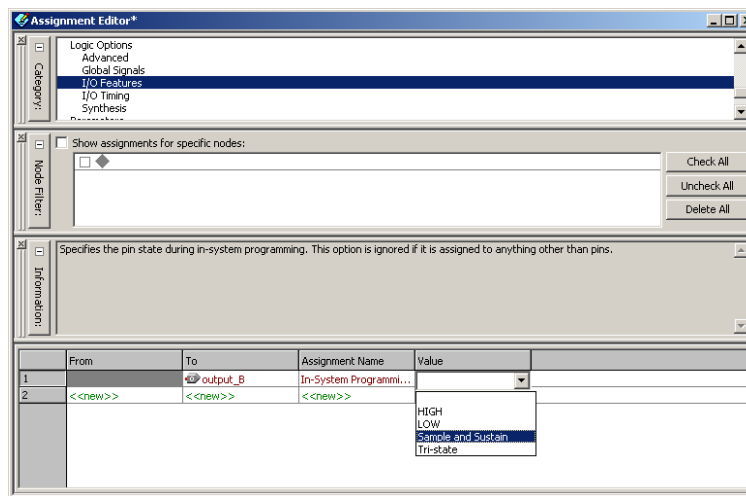 Assignment Editor*
Category:
Logic Options
Advanced
Global Signals
I/O Features
I/O Timing
Synthesis
Parameters
Node Filter:
Show assignments for specific nodes:
Check All
Uncheck All
Delete All
Information:
Specifies the pin state during in-system programming. This option is ignored if it is assigned to anything other than pins.
From To Assignment Name Value
1 output_B In-System Programmi...
2 <<new>> <<new>> <<new>>
HIGH
LOW
Sample and Sustain
Tri-state